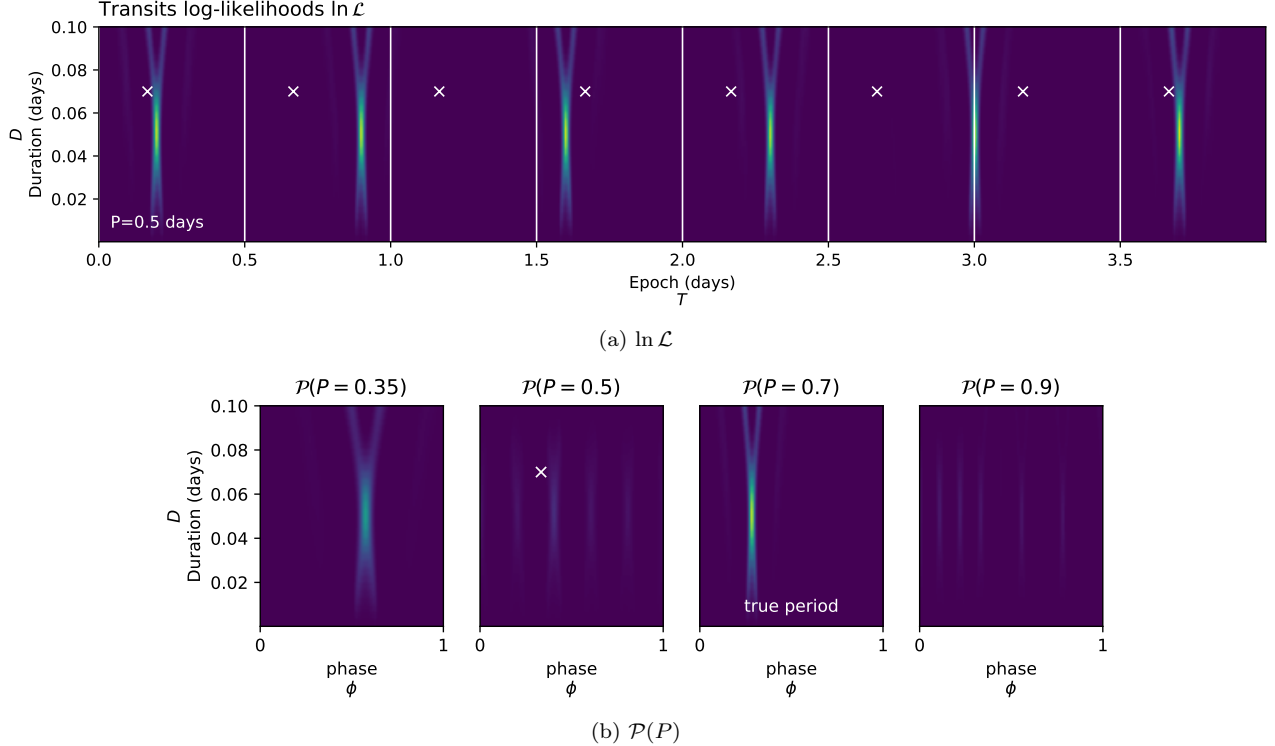 Transits log-likelihoods ln ℒ
0.10
0.08
0.06
0.04
0.02
D
Duration (days)
P=0.5 days
0.0 0.5 1.0 1.5 2.0 2.5 3.0 3.5
Epoch (days)
T
(a) ln ℒ
𝒫(P = 0.35) 𝒫(P = 0.5) 𝒫(P = 0.7) 𝒫(P = 0.9)
0.10
0.08
0.06
0.04
0.02
D
Duration (days)
true period
0 1 0 1 0 1 0 1
phase phase phase phase
ϕ ϕ ϕ ϕ
(b) 𝒫(P)